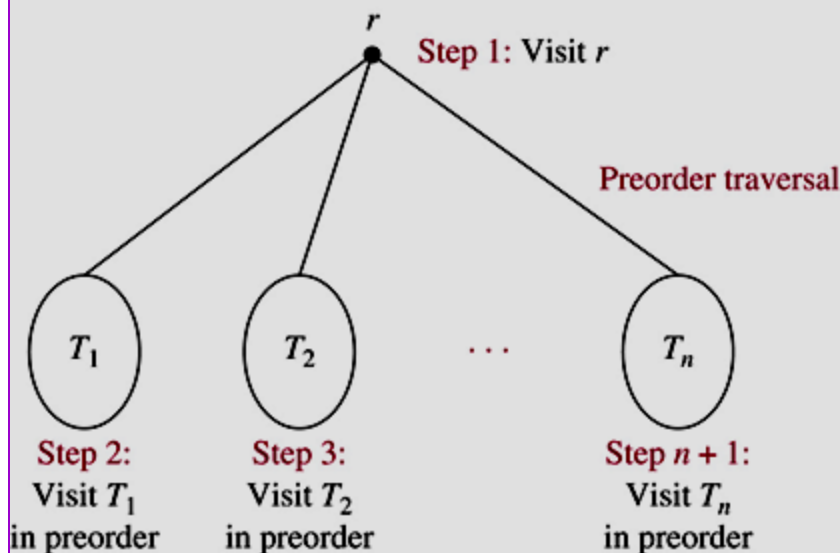 r
Step 1: Visit r
Preorder traversal
T₁
T₂
. . .
Tₙ
Step 2:
Visit T₁
in preorder
Step 3:
Visit T₂
in preorder
Step n + 1:
Visit Tₙ
in preorder